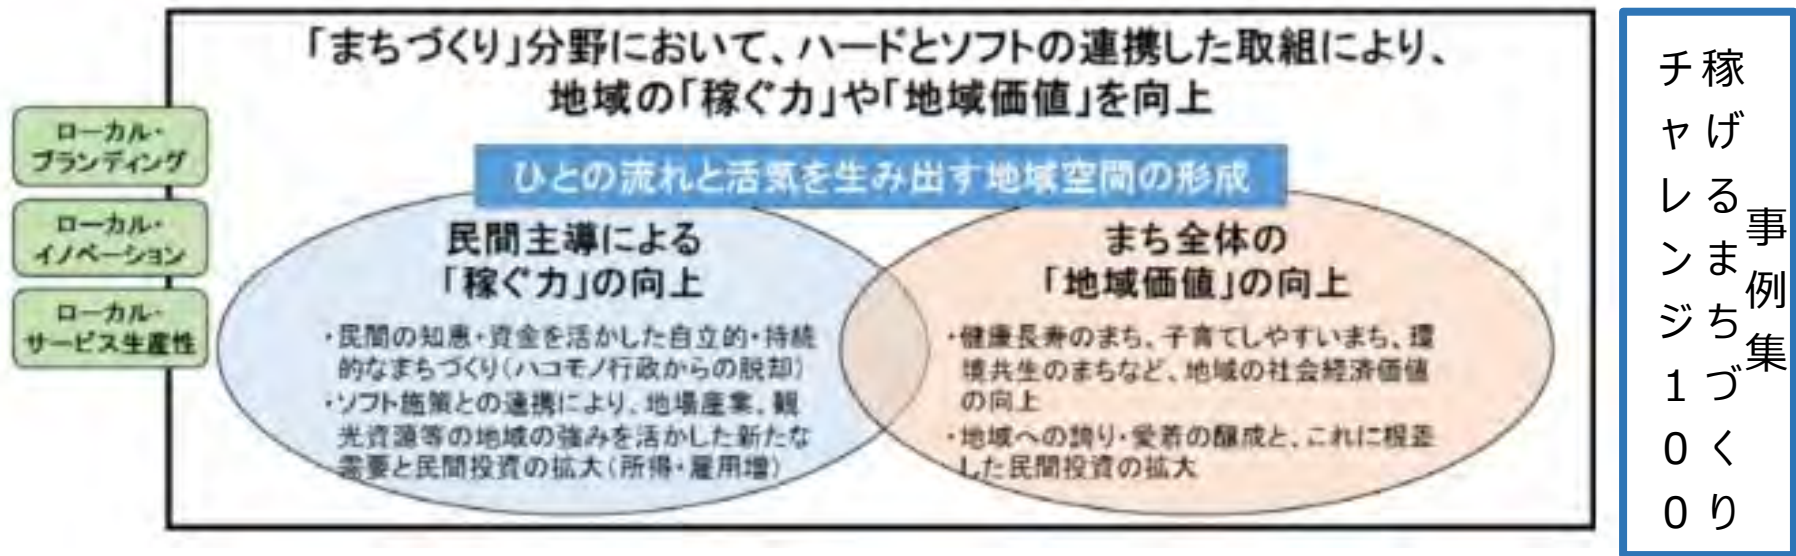 「まちづくり」分野において、ハードとソフトの連携した取組により、
地域の「稼ぐ力」や「地域価値」を向上
ローカル・
ブランディング
ローカル・
イノベーション
ローカル・
サービス生産性
ひとの流れと活気を生み出す地域空間の形成
民間主導による
「稼ぐ力」の向上
・民間の知恵・資金を活かした自立的・持続
的なまちづくり(ハコモノ行政からの脱却)
・ソフト施策との連携により、地場産業、観
光資源等の地域の強みを活かした新たな
需要と民間投資の拡大(所得・雇用増)
まち全体の
「地域価値」の向上
・健康長寿のまち、子育てしやすいまち、環
境共生のまちなど、地域の社会経済価値
の向上
・地域への誇り・愛着の醸成と、これに根差
した民間投資の拡大
事例集
稼げるまちづくり
チャレンジ100